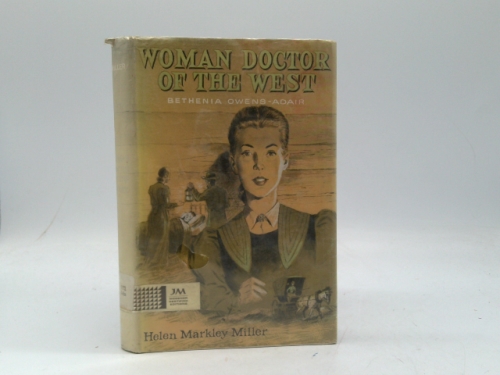 WOMAN DOCTOR
OF THE WEST
BETHENIA OWENS-ADAIR
JM
Helen Markley Miller